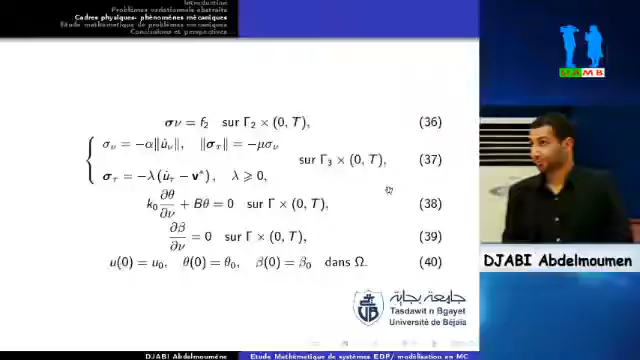 Introduction
Problèmes variationnels abstraits
Cadres physiques- phénomènes mécaniques
Etude mathématique de problèmes mécaniques
Conclusions et perspectives
σν = f₂ sur Γ₂ × (0, T), (36)
σ_ν = −α‖u̇_ν‖, ‖σ_τ‖ = −μσ_ν
sur Γ₃ × (0, T), (37)
σ_τ = −λ(u̇_τ − v*), λ ⩾ 0,
k₀ ∂θ/∂ν + Bθ = 0 sur Γ × (0, T), (38)
∂β/∂ν = 0 sur Γ × (0, T), (39)
u(0) = u₀, θ(0) = θ₀, β(0) = β₀ dans Ω. (40)
جامعة بجاية
Tasdawit n Bgayet
Université de Béjaïa
DJABI Abdelmoumène
Etude Mathématique de systèmes EDP/ modélisation en MC
DJABI Abdelmoumen